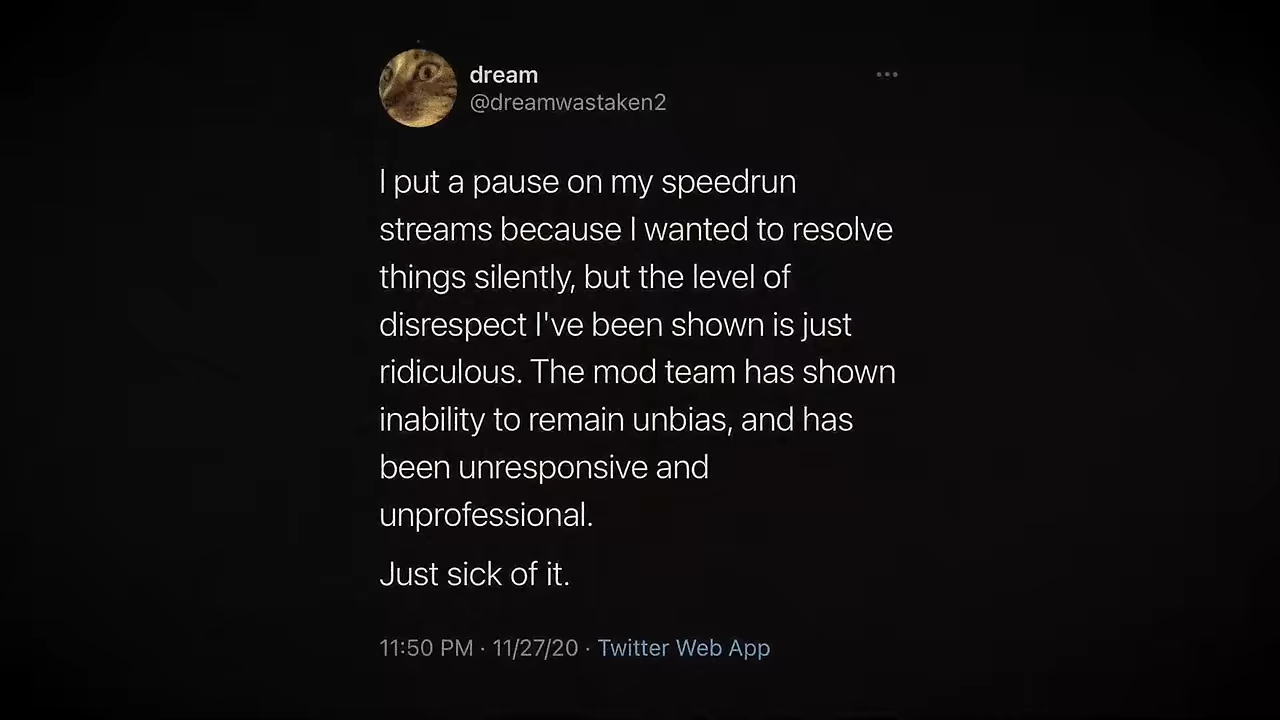 dream
@dreamwastaken2
I put a pause on my speedrun
streams because I wanted to resolve
things silently, but the level of
disrespect I've been shown is just
ridiculous. The mod team has shown
inability to remain unbias, and has
been unresponsive and
unprofessional.
Just sick of it.
11:50 PM · 11/27/20 · Twitter Web App